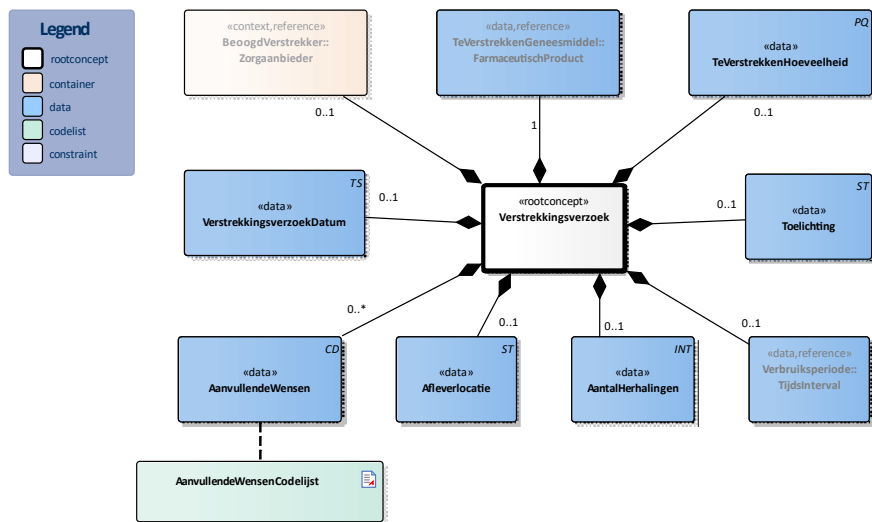 Legend
rootconcept
container
data
codelist
constraint
«context,reference»
BeoogdVerstrekker::
Zorgaanbieder
0..1
«data,reference»
TeVerstrekkenGeneesmiddel::
FarmaceutischProduct
1
PQ
«data»
TeVerstrekkenHoeveelheid
0..1
TS
«data»
VerstrekkingsverzoekDatum
0..1
«rootconcept»
Verstrekkingsverzoek
ST
«data»
Toelichting
0..1
0..*
0..1
0..1
0..1
CD
«data»
AanvullendeWensen
ST
«data»
Afleverlocatie
INT
«data»
AantalHerhalingen
«data,reference»
Verbruiksperiode::
TijdsInterval
AanvullendeWensenCodelijst